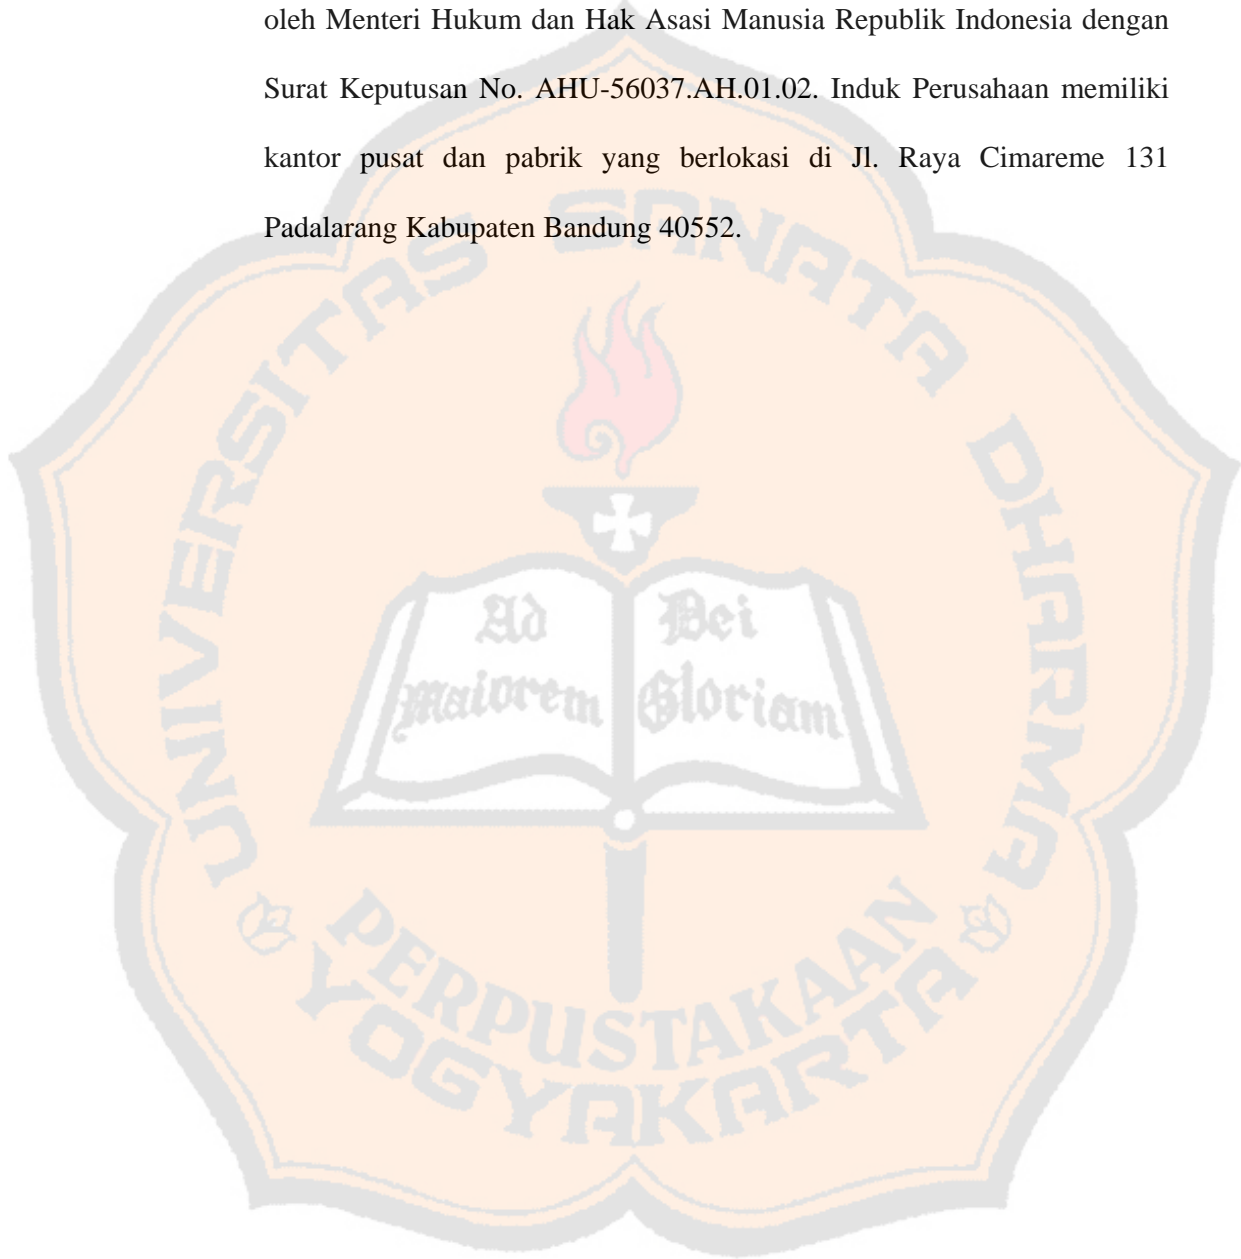 oleh Menteri Hukum dan Hak Asasi Manusia Republik Indonesia dengan
Surat Keputusan No. AHU-56037.AH.01.02. Induk Perusahaan memiliki
kantor pusat dan pabrik yang berlokasi di Jl. Raya Cimareme 131
Padalarang Kabupaten Bandung 40552.
UNIVERSITAS SANATA DHARMA
Ad Dei
Maiorem Gloriam
PERPUSTAKAAN
YOGYAKARTA